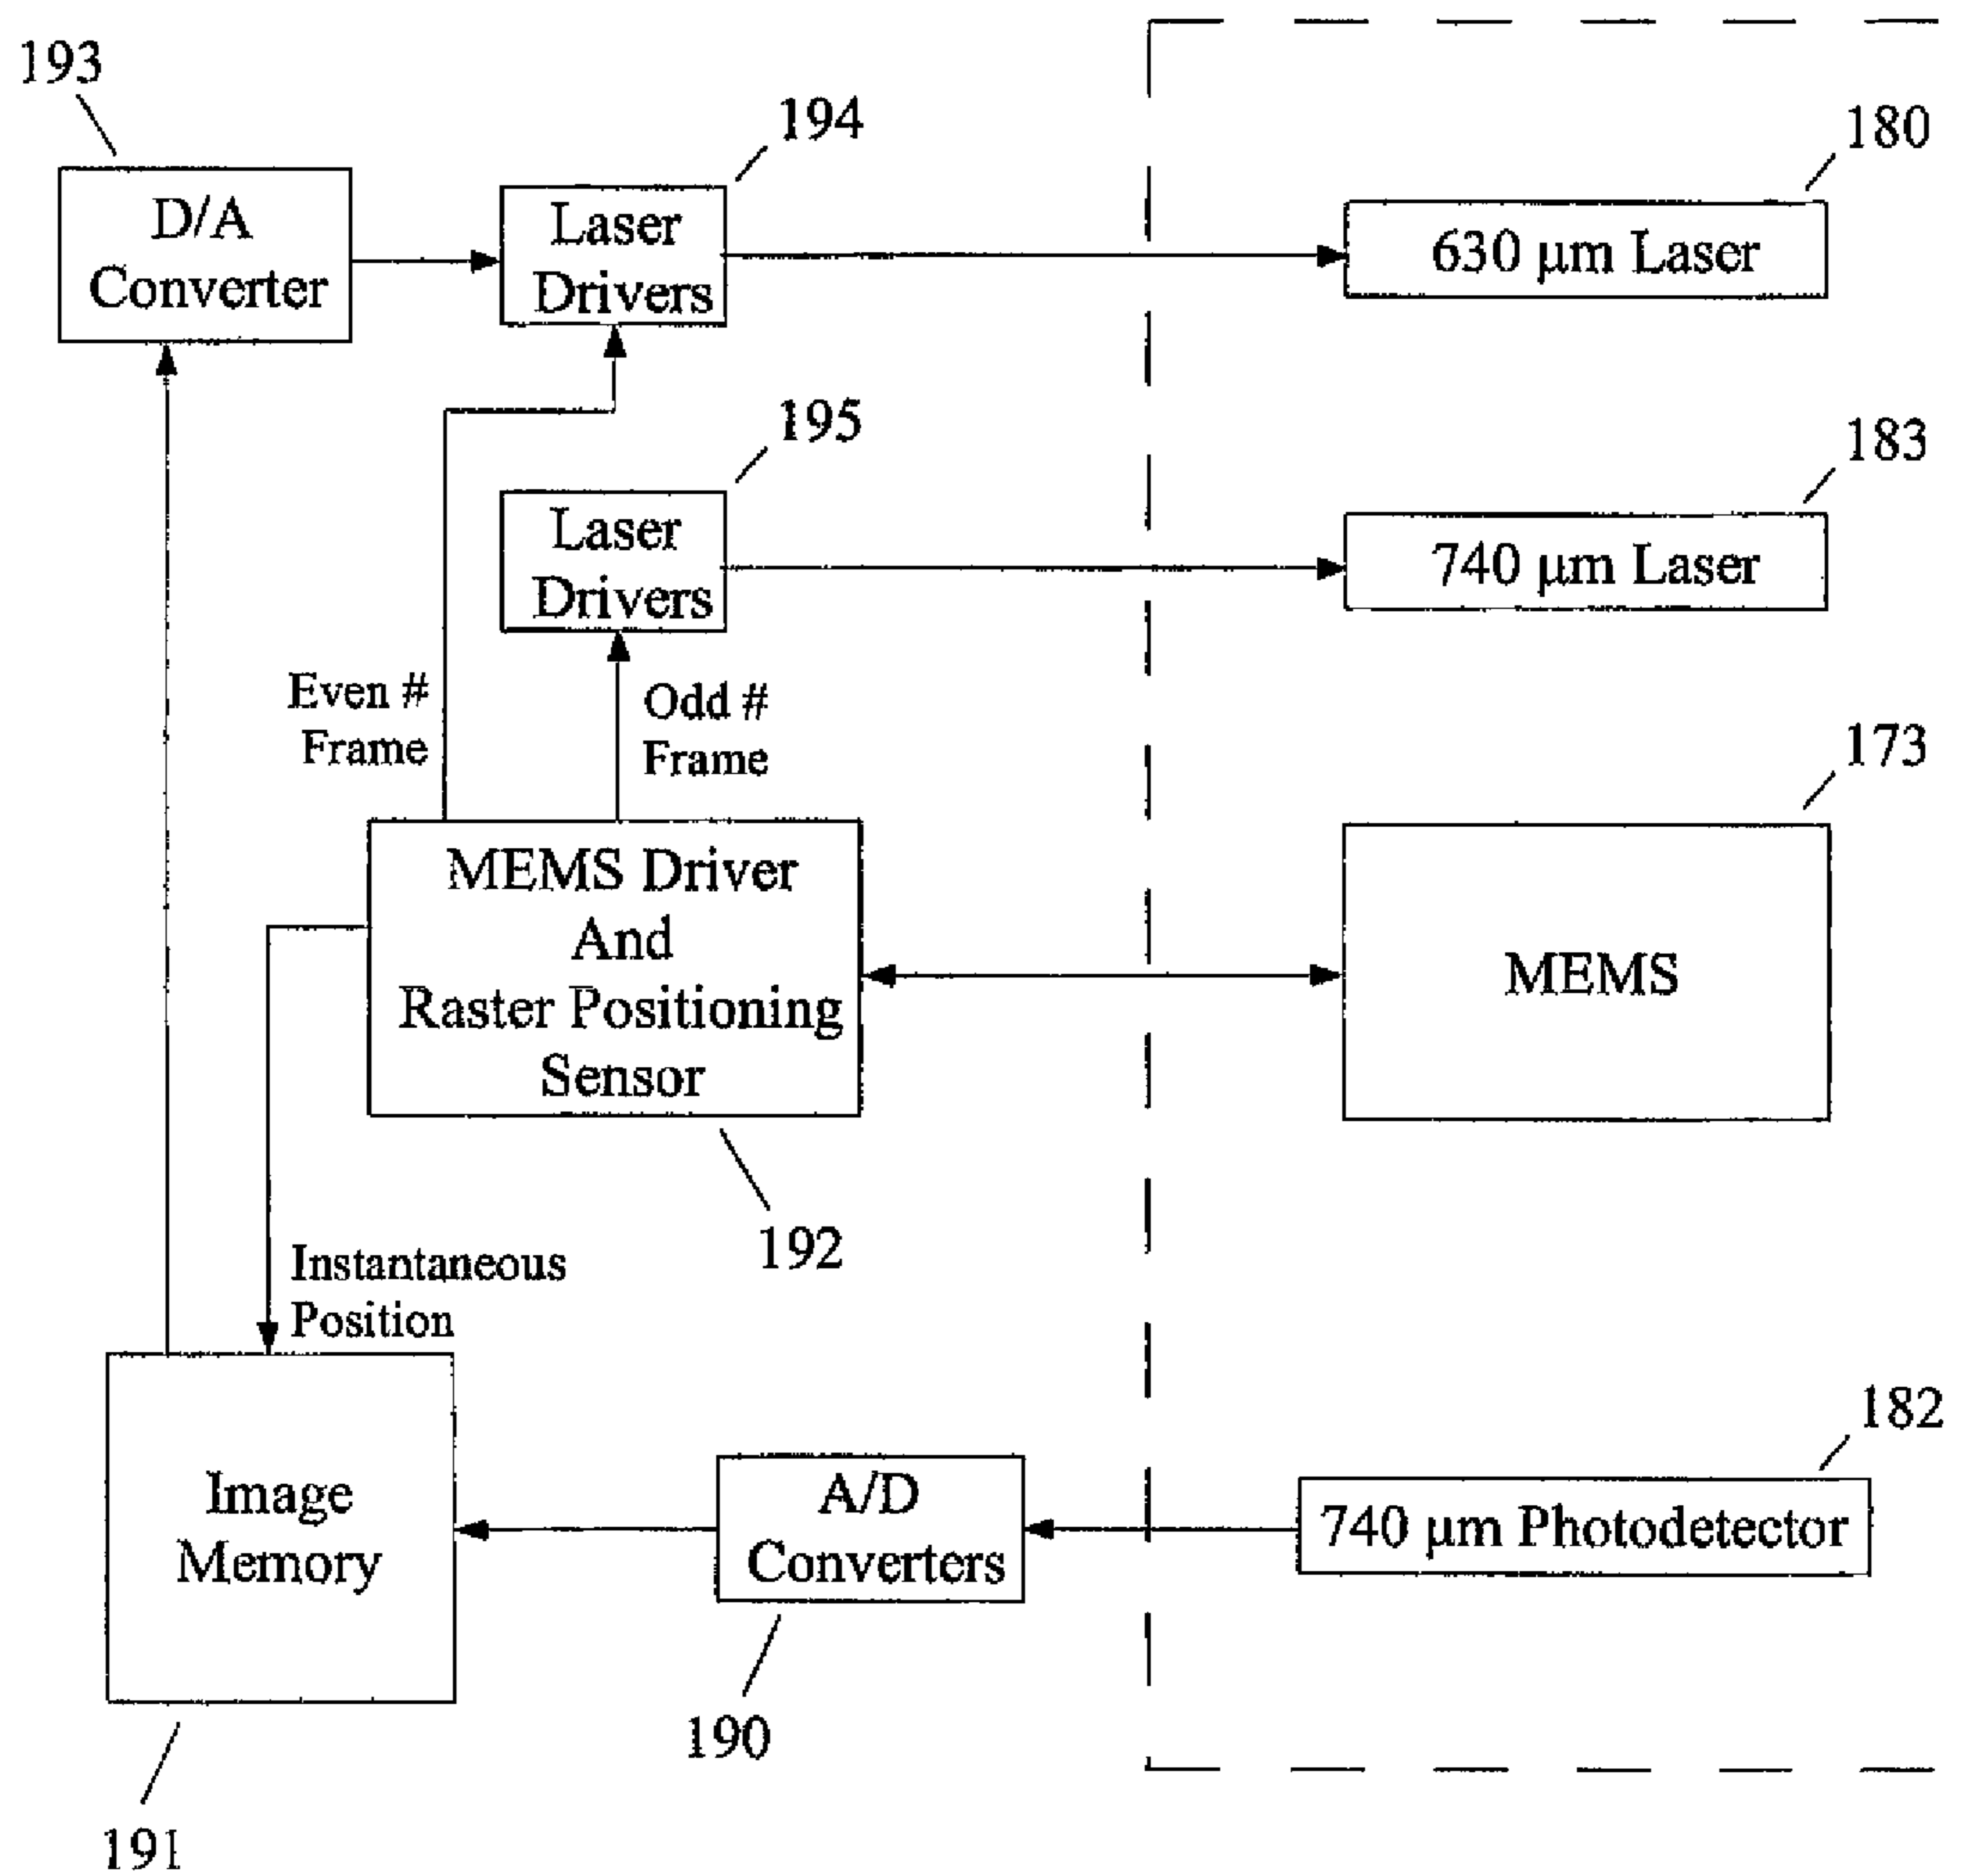 193
194
180
D/A
Converter
Laser
Drivers
630 μm Laser
195
183
Laser
Drivers
740 μm Laser
Even #
Frame
Odd #
Frame
173
MEMS Driver
And
Raster Positioning
Sensor
MEMS
192
Instantaneous
Position
182
Image
Memory
A/D
Converters
740 μm Photodetector
190
191